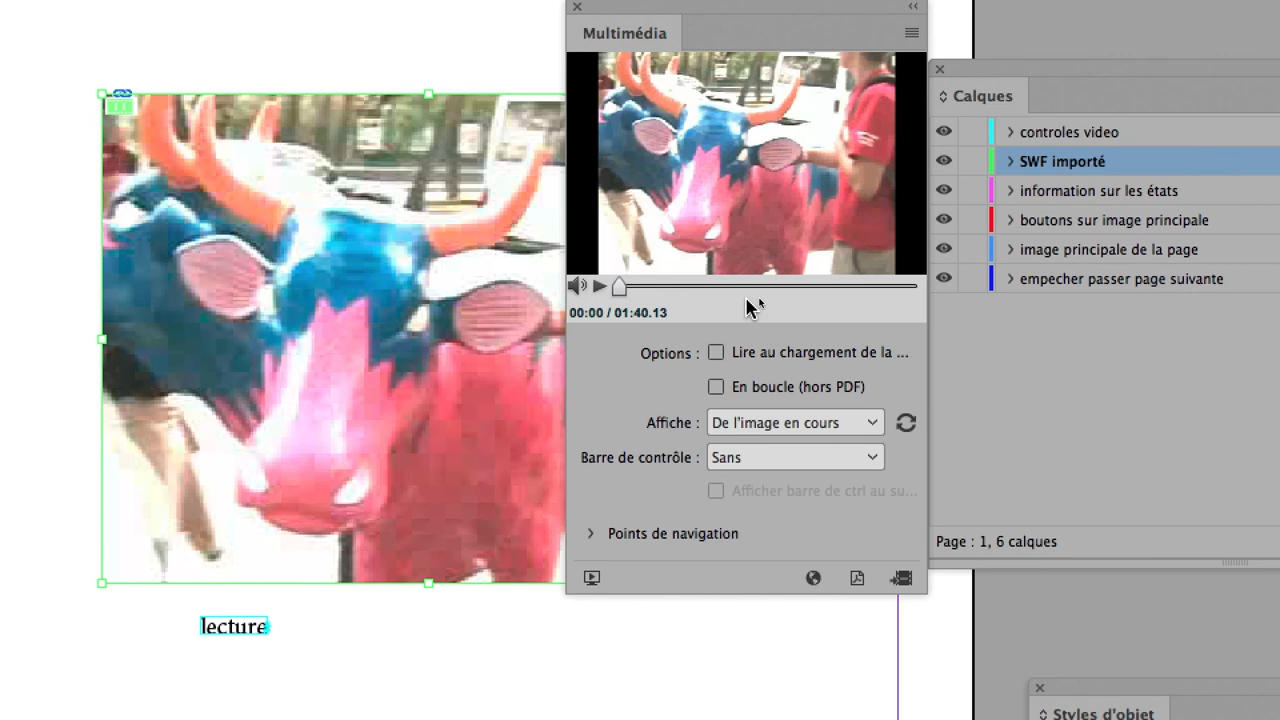 Multimédia
00:00 / 01:40.13
Options :
Lire au chargement de la ...
En boucle (hors PDF)
Affiche :
De l'image en cours
Barre de contrôle :
Sans
Afficher barre de ctrl au su...
Points de navigation
Calques
controles video
SWF importé
information sur les états
boutons sur image principale
image principale de la page
empecher passer page suivante
Page : 1, 6 calques
lecture
Styles d'objet